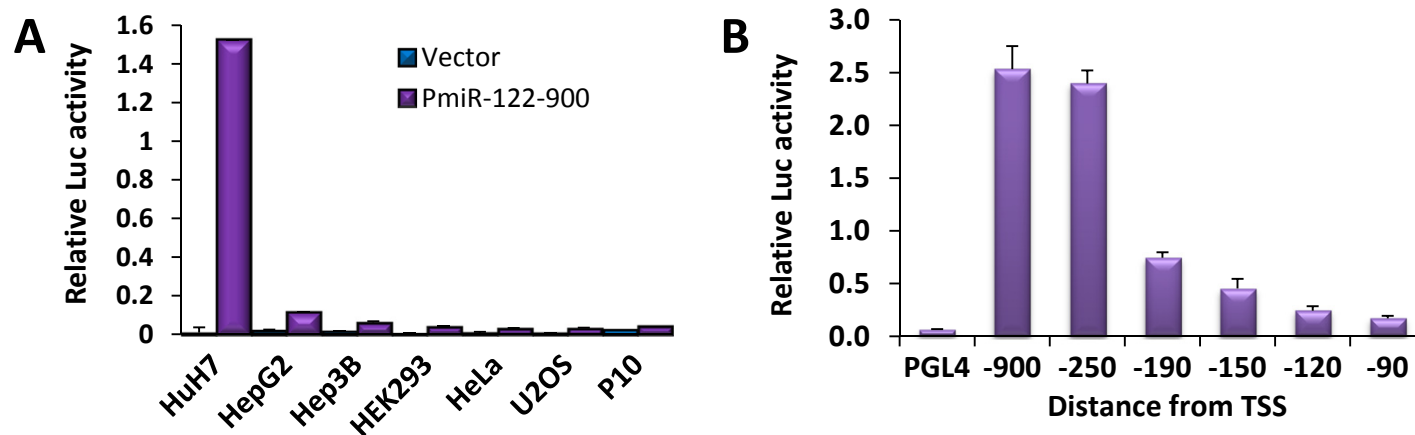 A
Relative Luc activity
1.6
1.4
1.2
1
0.8
0.6
0.4
0.2
0
Vector
PmiR-122-900
HuH7
HepG2
Hep3B
HEK293
HeLa
U2OS
P10
B
Relative Luc activity
3.0
2.5
2.0
1.5
1.0
0.5
0.0
PGL4 -900 -250 -190 -150 -120 -90
Distance from TSS